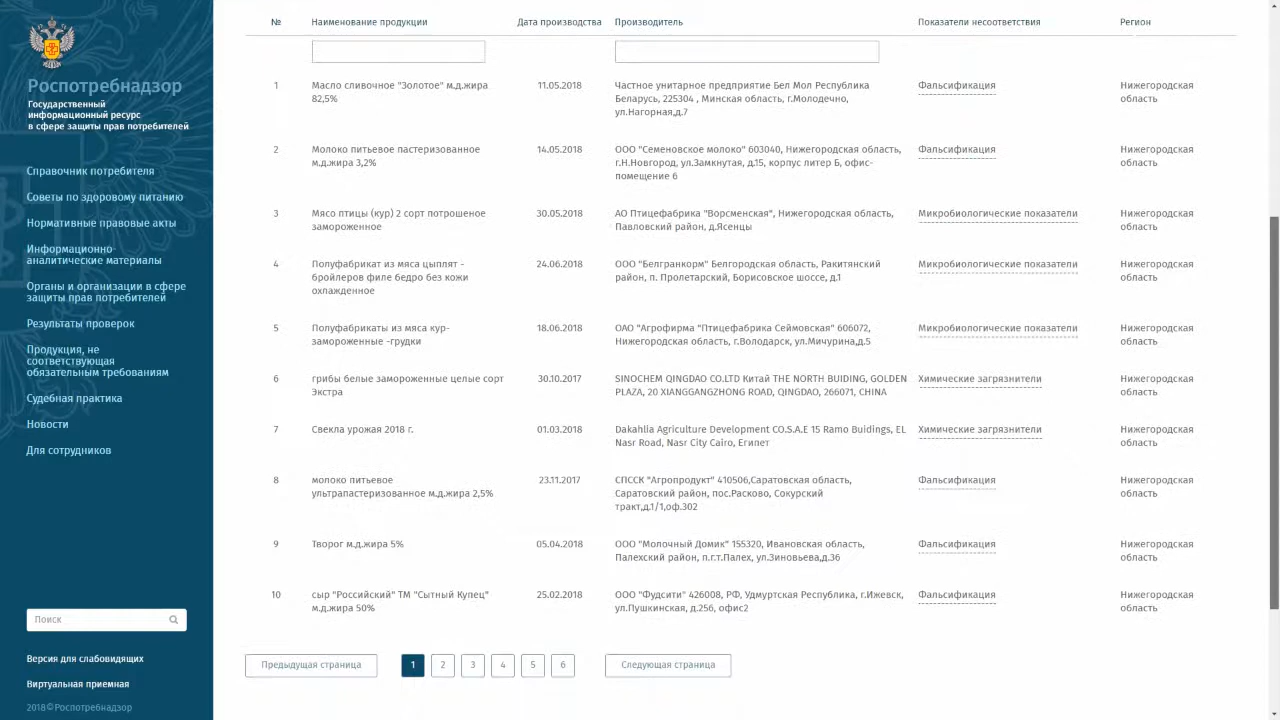 Роспотребнадзор
Государственный
информационный ресурс
в сфере защиты прав потребителей
Справочник потребителя
Советы по здоровому питанию
Нормативные правовые акты
Информационно-
аналитические материалы
Органы и организации в сфере
защиты прав потребителей
Результаты проверок
Продукция, не
соответствующая
обязательным требованиям
Судебная практика
Новости
Для сотрудников
Поиск
Версия для слабовидящих
Виртуальная приемная
2018©Роспотребнадзор
№ Наименование продукции Дата производства Производитель Показатели несоответствия Регион
1 Масло сливочное "Золотое" м.д.жира 11.05.2018 Частное унитарное предприятие Бел Мол Республика Фальсификация Нижегородская
82,5% Беларусь, 225304 , Минская область, г.Молодечно, область
ул.Нагорная,д.7
2 Молоко питьевое пастеризованное 14.05.2018 ООО "Семеновское молоко" 603040, Нижегородская область, Фальсификация Нижегородская
м.д.жира 3,2% г.Н.Новгород, ул.Замкнутая, д.15, корпус литер Б, офис- область
помещение 6
3 Мясо птицы (кур) 2 сорт потрошеное 30.05.2018 АО Птицефабрика "Ворсменская", Нижегородская область, Микробиологические показатели Нижегородская
замороженное Павловский район, д.Ясенцы область
4 Полуфабрикат из мяса цыплят - 24.06.2018 ООО "Белгранкорм" Белгородская область, Ракитянский Микробиологические показатели Нижегородская
бройлеров филе бедро без кожи район, п. Пролетарский, Борисовское шоссе, д.1 область
охлажденное
5 Полуфабрикаты из мяса кур- 18.06.2018 ОАО "Агрофирма "Птицефабрика Сеймовская" 606072, Микробиологические показатели Нижегородская
замороженные -грудки Нижегородская область, г.Володарск, ул.Мичурина,д.5 область
6 грибы белые замороженные целые сорт 30.10.2017 SINOCHEM QINGDAO CO.LTD Китай THE NORTH BUIDING, GOLDEN Химические загрязнители Нижегородская
Экстра PLAZA, 20 XIANGGANGZHONG ROAD, QINGDAO, 266071, CHINA область
7 Свекла урожая 2018 г. 01.03.2018 Dakahlia Agriculture Development CO.S.A.E 15 Ramo Buidings, EL Химические загрязнители Нижегородская
Nasr Road, Nasr City Cairo, Египет область
8 молоко питьевое 23.11.2017 СПССК "Агропродукт" 410506,Саратовская область, Фальсификация Нижегородская
ультрапастеризованное м.д.жира 2,5% Саратовский район, пос.Расково, Сокурский область
тракт,д.1/1,оф.302
9 Творог м.д.жира 5% 05.04.2018 ООО "Молочный Домик" 155320, Ивановская область, Фальсификация Нижегородская
Палехский район, п.г.т.Палех, ул.Зиновьева,д.36 область
10 сыр "Российский" ТМ "Сытный Купец" 25.02.2018 ООО "Фудсити" 426008, РФ, Удмуртская Республика, г.Ижевск, Фальсификация Нижегородская
м.д.жира 50% ул.Пушкинская, д.256, офис2 область
Предыдущая страница 1 2 3 4 5 6 Следующая страница